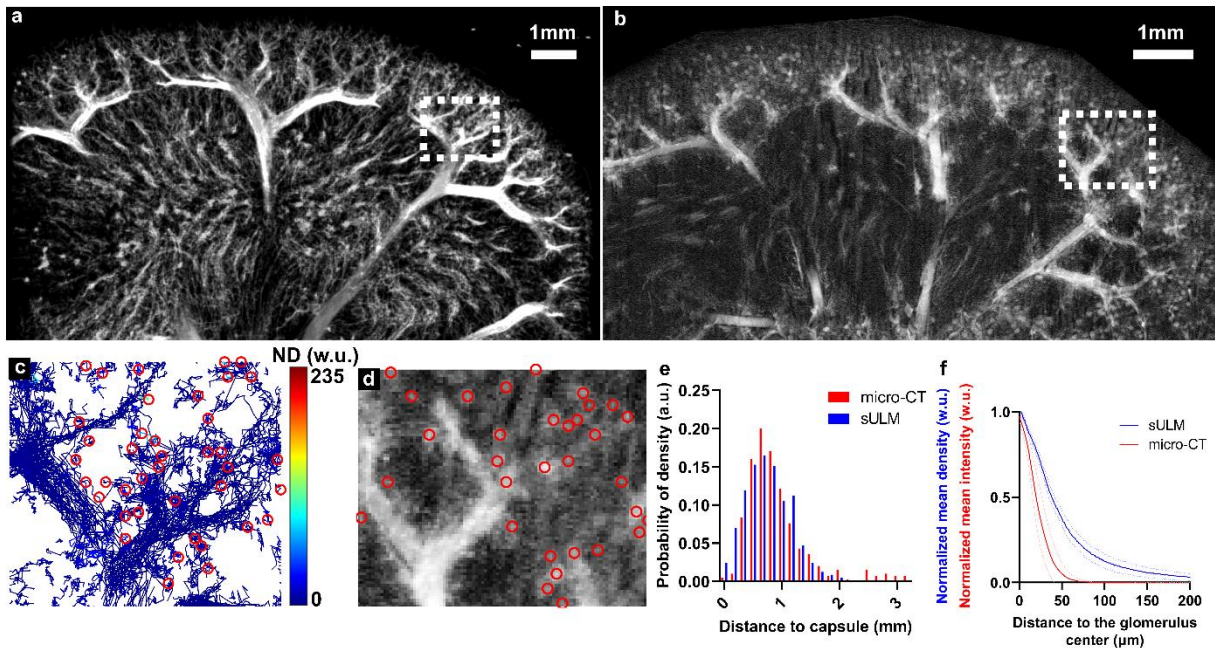 a
1mm
b
1mm
c
ND (w.u.)
235
0
d
e
Probability of density (a.u.)
0.25
0.20
0.15
0.10
0.05
0.00
micro-CT
sULM
0
1
2
3
Distance to capsule (mm)
f
Normalized mean density (w.u.)
Normalized mean intensity (w.u.)
1.0
0.5
0.0
sULM
micro-CT
0
50
100
150
200
Distance to the glomerulus
center (µm)